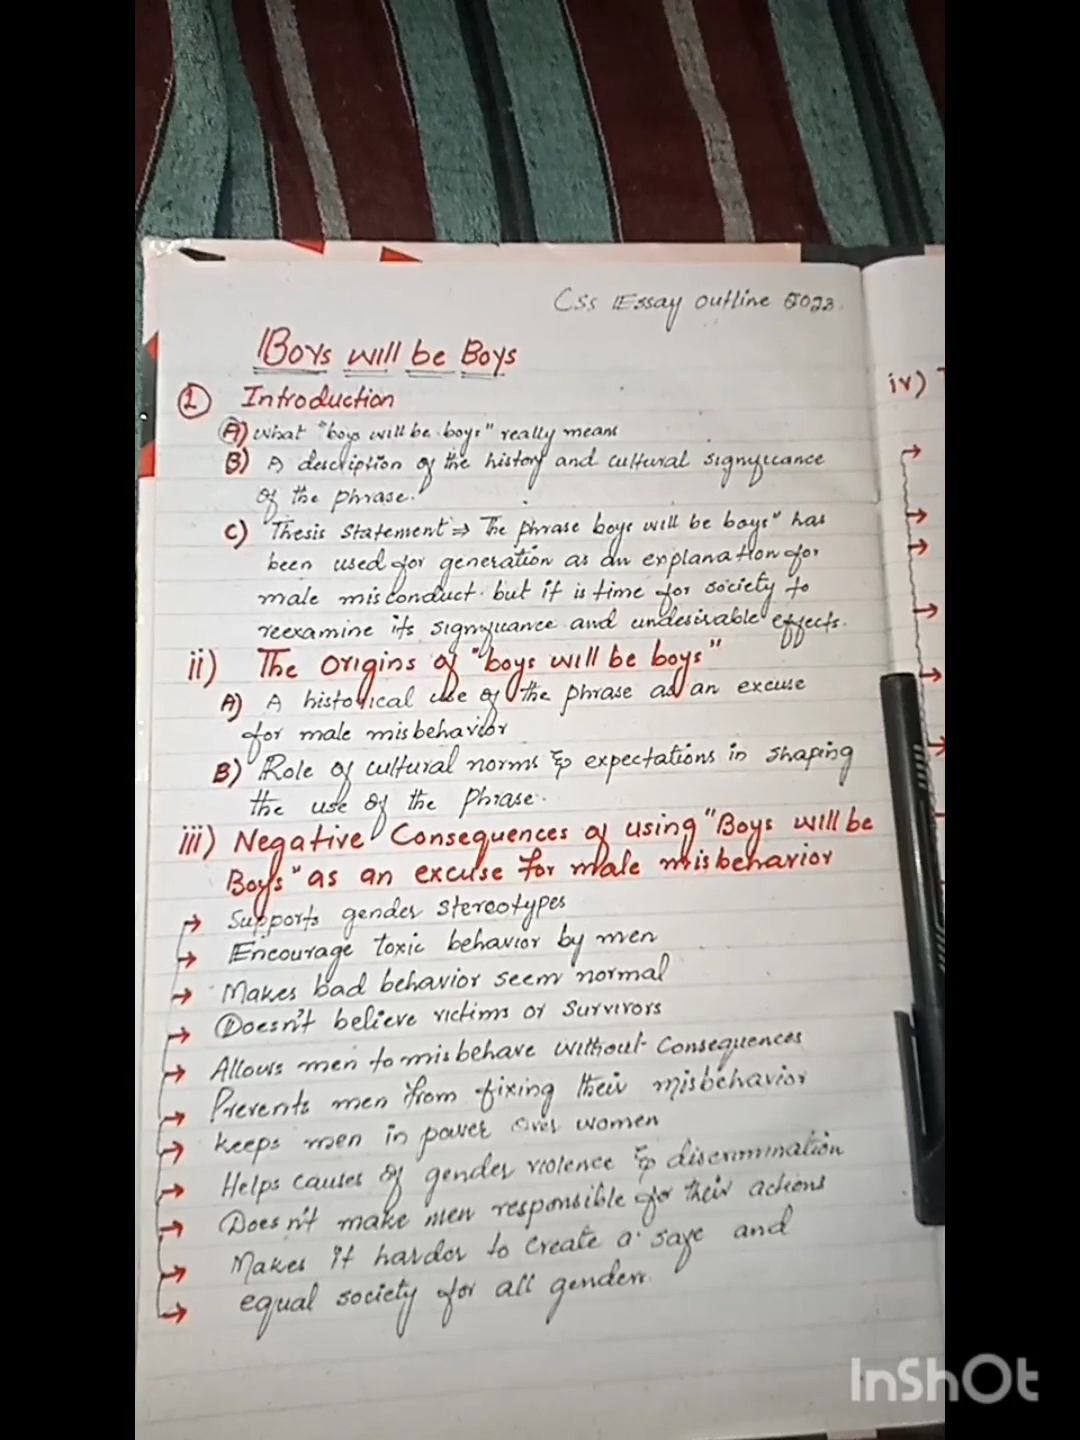 Css Essay outline 2023.
Boys will be Boys
1 Introduction
A) What "boys will be boys" really means
B) A description of the history and cultural significance
of the phrase.
C) Thesis Statement ⇒ The phrase boys will be boys" has
been used for generation as an explanation for
male misconduct. but it is time for society to
reexamine its significance and undesirable effects.
ii) The Origins of "boys will be boys"
A) A historical use of the phrase as an excuse
for male misbehavior
B) Role of cultural norms & expectations in shaping
the use of the Phrase.
iii) Negative Consequences of using "Boys will be
Boys" as an excuse for male misbehavior
→ Supports gender stereotypes
→ Encourage toxic behavior by men
→ Makes bad behavior seem normal
→ Doesn't believe victims or survivors
→ Allows men to misbehave without Consequences
→ Prevents men from fixing their misbehavior
→ keeps men in power over women
→ Helps causes of gender violence & discrimination
→ Doesn't make men responsible for their actions
→ Makes it harder to create a safe and
→ equal society for all genders.
iv)
InShOt